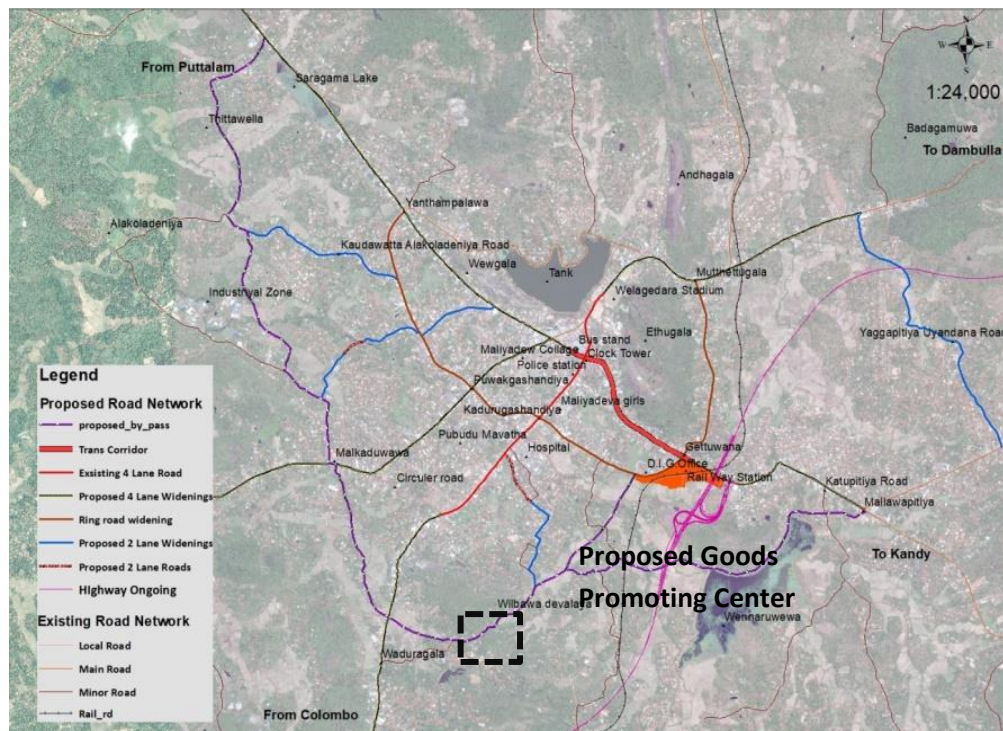 N
W
E
S
1:24,000
From Puttalam
Saragama Lake
Thittawella
Badagamuwa
To Dambulla
Andhagala
Yanthampalawa
Alakoladeniya
Kaudawatta Alakoladeniya Road
Wewgala
Tank
Mutthettugala
Industriyal Zone
Welagedara Stadium
Ethugala
Yaggapitiya Uyandana Road
Bus stand
Maliyadew Collage
Clock Tower
Police station
Puwakgashandiya
Maliyadeva girls
Kadurugashandiya
Pubudu Mavatha
Hospital
Malkaduwawa
Gettuwana
D.I.G.Office
Rail Way Station
Circuler road
Katupitiya Road
Mallawapitiya
To Kandy
Proposed Goods
Promoting Center
Wilbawa devalaya
Wennaruwewa
Waduragala
From Colombo
Legend
Proposed Road Network
proposed_by_pass
Trans Corridor
Exsisting 4 Lane Road
Proposed 4 Lane Widenings
Ring road widening
Proposed 2 Lane Widenings
Proposed 2 Lane Roads
HIghway Ongoing
Existing Road Network
Local Road
Main Road
Minor Road
Rail_rd